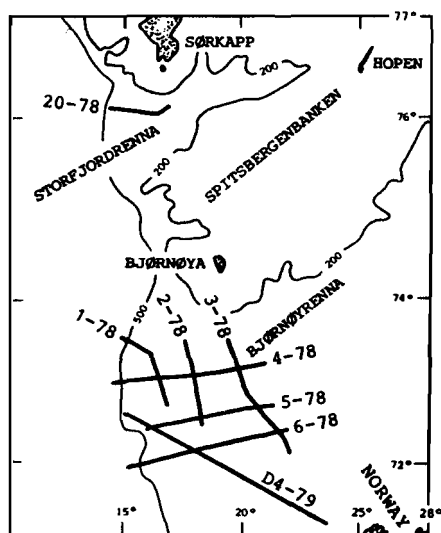 77°
SØRKAPP
HOPEN
200
20-78
76°
STORFJORDRENNA
SPITSBERGENBANKEN
200
BJØRNØYA
200
74°
500
1-78
2-78
3-78
BJØRNØYRENNA
4-78
5-78
6-78
D4-79
72°
NORWAY
15°
20°
25°
28°